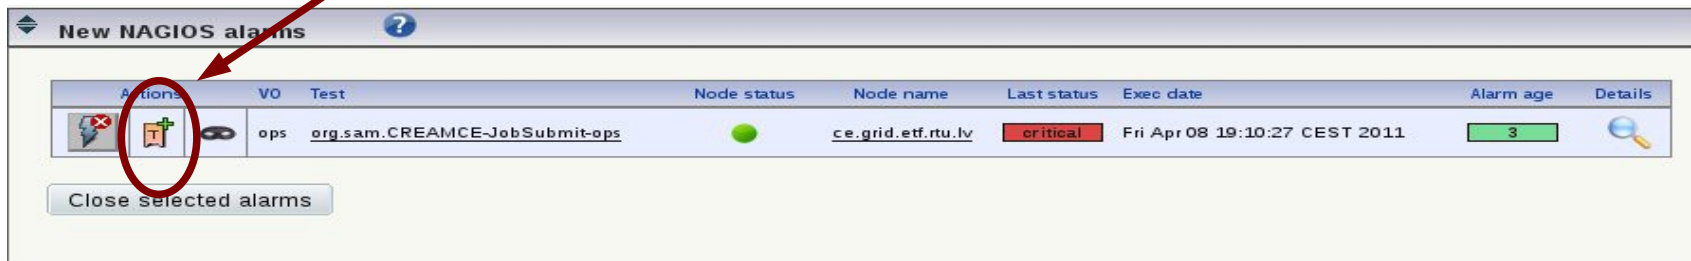 New NAGIOS alarms ?
Actions VO Test Node status Node name Last status Exec date Alarm age Details
T ops org.sam.CREAMCE-JobSubmit-ops ce.grid.etf.rtu.lv critical Fri Apr 08 19:10:27 CEST 2011 3
Close selected alarms